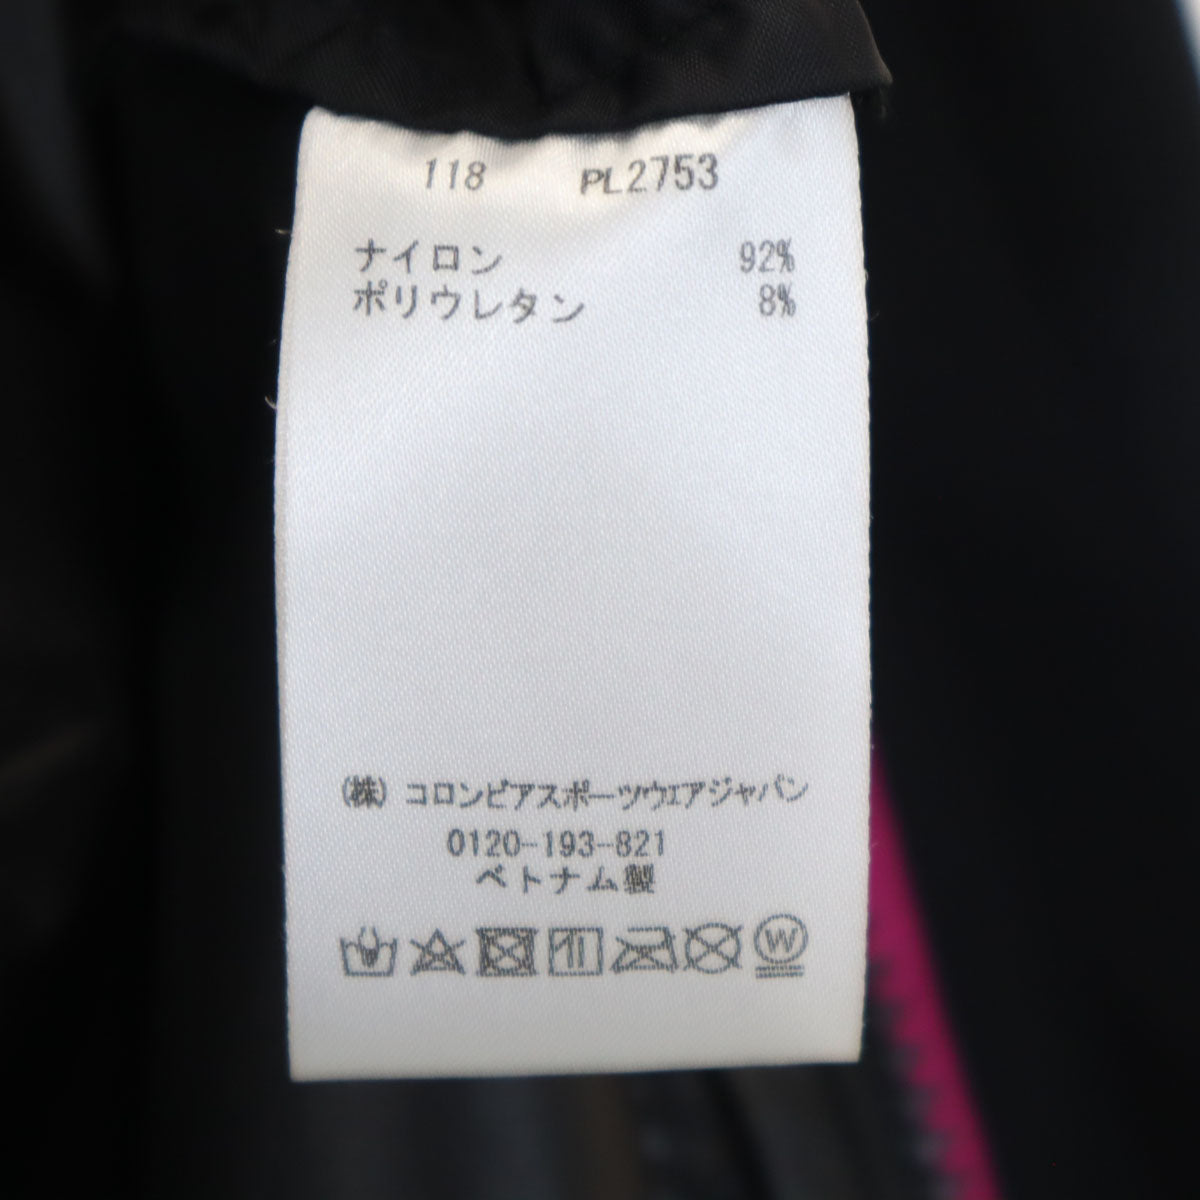 118 PL2753
ナイロン 92%
ポリウレタン 8%
(株) コロンビアスポーツウェアジャパン
0120-193-821
ベトナム製
W